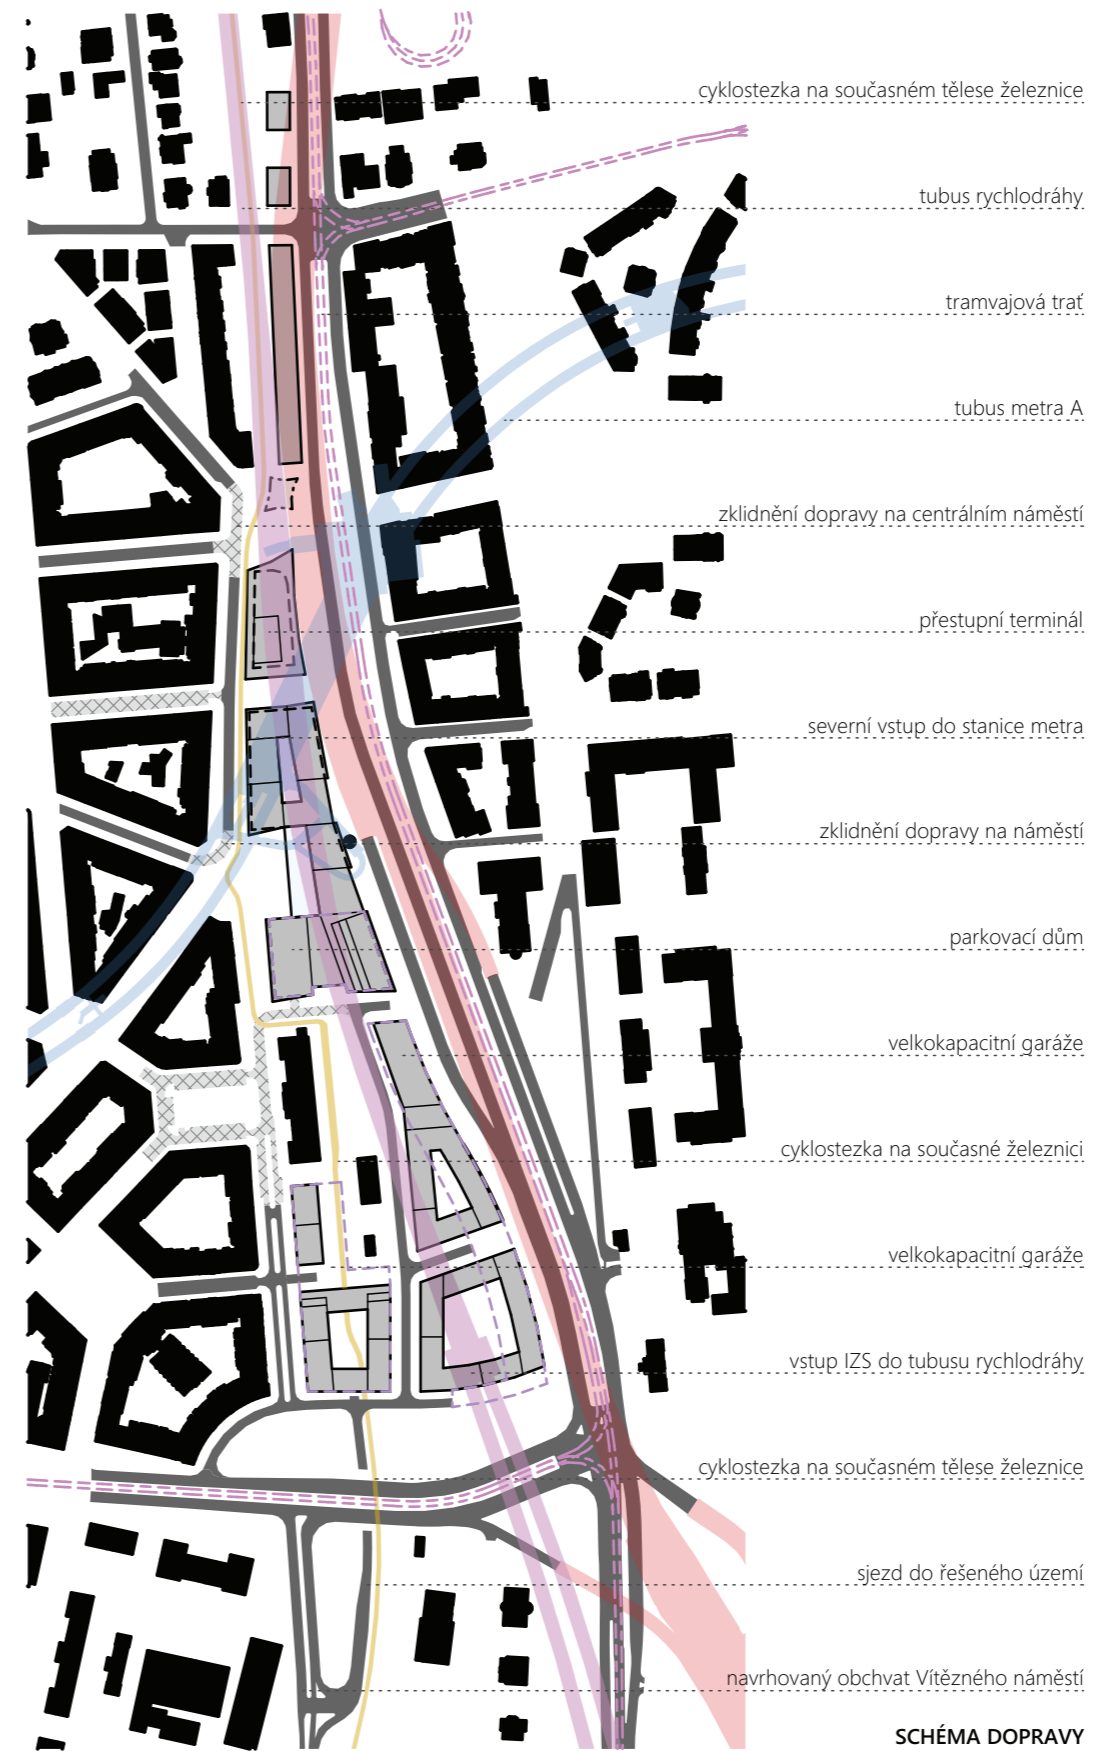 cyklostezka na současném tělese železnice
tubus rychlodráhy
tramvajová trať
tubus metra A
zklidnění dopravy na centrálním náměstí
přestupní terminál
severní vstup do stanice metra
zklidnění dopravy na náměstí
parkovací dům
velkokapacitní garáže
cyklostezka na současné železnici
velkokapacitní garáže
vstup IZS do tubusu rychlodráhy
cyklostezka na současném tělese železnice
sjezd do řešeného území
navrhovaný obchvat Vítězného náměstí
SCHÉMA DOPRAVY